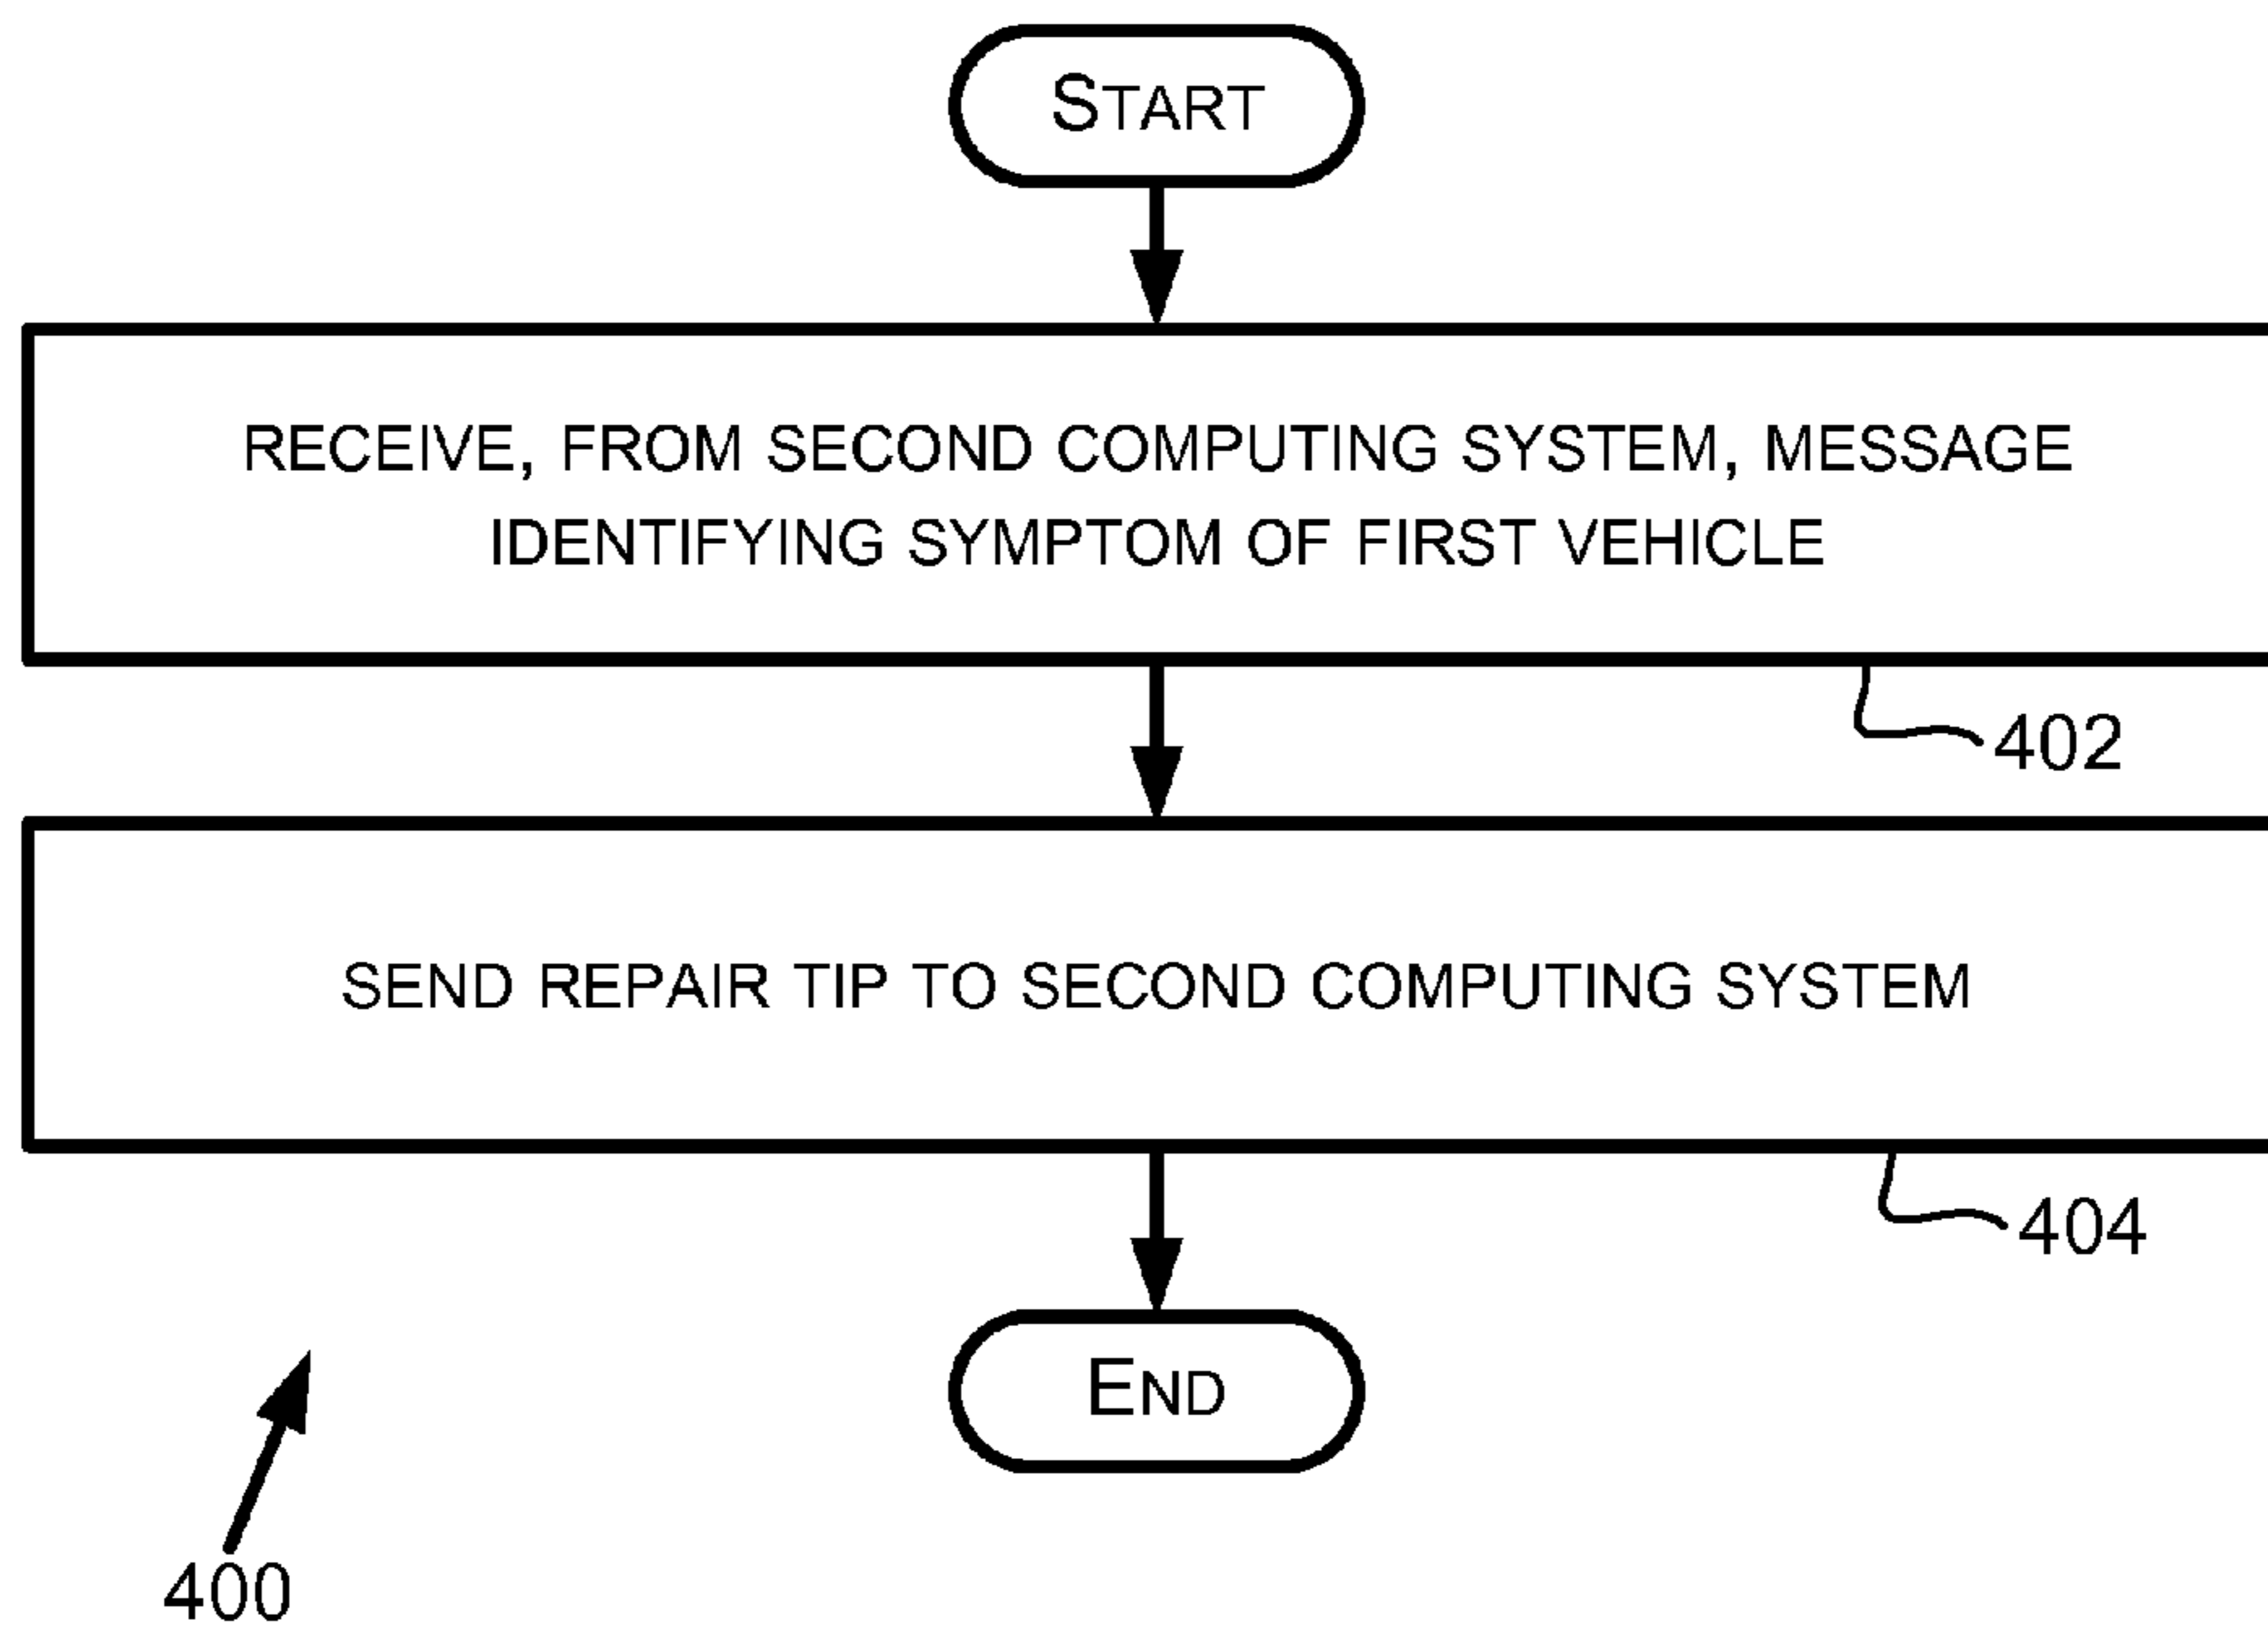 START
RECEIVE, FROM SECOND COMPUTING SYSTEM, MESSAGE
IDENTIFYING SYMPTOM OF FIRST VEHICLE
402
SEND REPAIR TIP TO SECOND COMPUTING SYSTEM
404
END
400